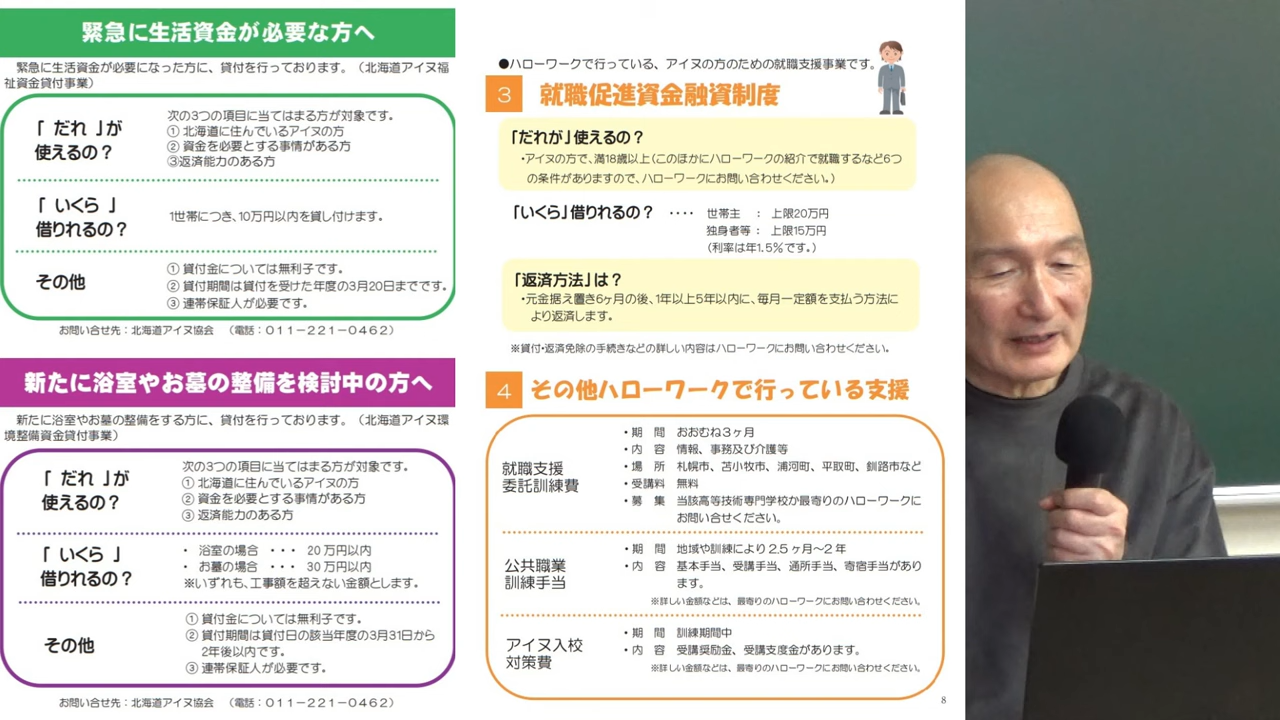 緊急に生活資金が必要な方へ
緊急に生活資金が必要になった方に、貸付を行っております。（北海道アイヌ福
祉資金貸付事業）
「 だれ 」が
使えるの？
次の3つの項目に当てはまる方が対象です。
① 北海道に住んでいるアイヌの方
② 資金を必要とする事情がある方
③返済能力のある方
「 いくら 」
借りれるの？
1世帯につき、10万円以内を貸し付けます。
その他
① 貸付金については無利子です。
② 貸付期間は貸付を受けた年度の3月20日までです。
③ 連帯保証人が必要です。
お問い合せ先：北海道アイヌ協会 （電話：０１１－２２１－０４６２）
新たに浴室やお墓の整備を検討中の方へ
新たに浴室やお墓の整備をする方に、貸付を行っております。（北海道アイヌ環
境整備資金貸付事業）
「 だれ 」が
使えるの？
次の3つの項目に当てはまる方が対象です。
① 北海道に住んでいるアイヌの方
② 資金を必要とする事情がある方
③ 返済能力のある方
「 いくら 」
借りれるの？
・ 浴室の場合 ・・・ 20万円以内
・ お墓の場合 ・・・ 30万円以内
※いずれも、工事額を超えない金額とします。
その他
① 貸付金については無利子です。
② 貸付期間は貸付日の該当年度の3月31日から
2年後以内です。
③ 連帯保証人が必要です。
お問い合せ先：北海道アイヌ協会 （電話：０１１－２２１－０４６２）
●ハローワークで行っている、アイヌの方のための就職支援事業です。
3 就職促進資金融資制度
「だれが」使えるの？
・アイヌの方で、満18歳以上（このほかにハローワークの紹介で就職するなど6つ
の条件がありますので、ハローワークにお問い合わせください。）
「いくら」借りれるの？ ‥‥ 世帯主 ： 上限20万円
独身者等 ： 上限15万円
（利率は年1.5%です。）
「返済方法」は？
・元金据え置き6ヶ月の後、1年以上5年以内に、毎月一定額を支払う方法に
より返済します。
※貸付・返済免除の手続きなどの詳しい内容はハローワークにお問い合わせください。
4 その他ハローワークで行っている支援
就職支援
委託訓練費
・期 間 おおむね３ヶ月
・内 容 情報、事務及び介護等
・場 所 札幌市、苫小牧市、浦河町、平取町、釧路市など
・受講料 無料
・募 集 当該高等技術専門学校か最寄りのハローワークに
お問い合せください。
公共職業
訓練手当
・期 間 地域や訓練により２.５ヶ月～２年
・内 容 基本手当、受講手当、通所手当、寄宿手当があり
ます。
※詳しい金額などは、最寄りのハローワークにお問い合わせください。
アイヌ入校
対策費
・期 間 訓練期間中
・内 容 受講奨励金、受講支度金があります。
※詳しい金額などは、最寄りのハローワークにお問い合わせください。
8